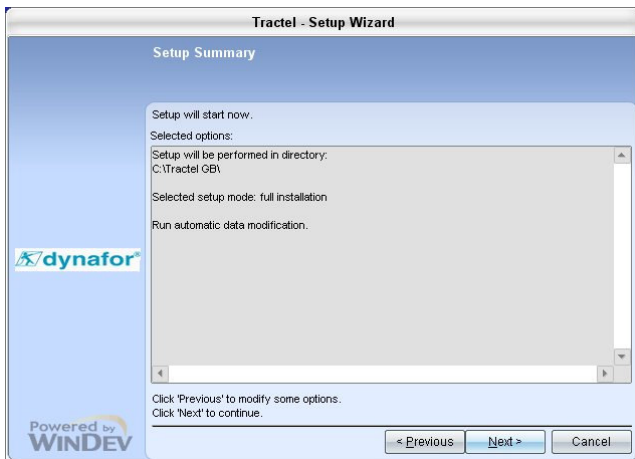 Tractel - Setup Wizard
Setup Summary
Setup will start now.
Selected options:
Setup will be performed in directory:
C:\Tractel GB\
Selected setup mode: full installation
Run automatic data modification.
dynafor®
Click 'Previous' to modify some options.
Click 'Next' to continue.
Powered by
WINDEV
< Previous
Next >
Cancel